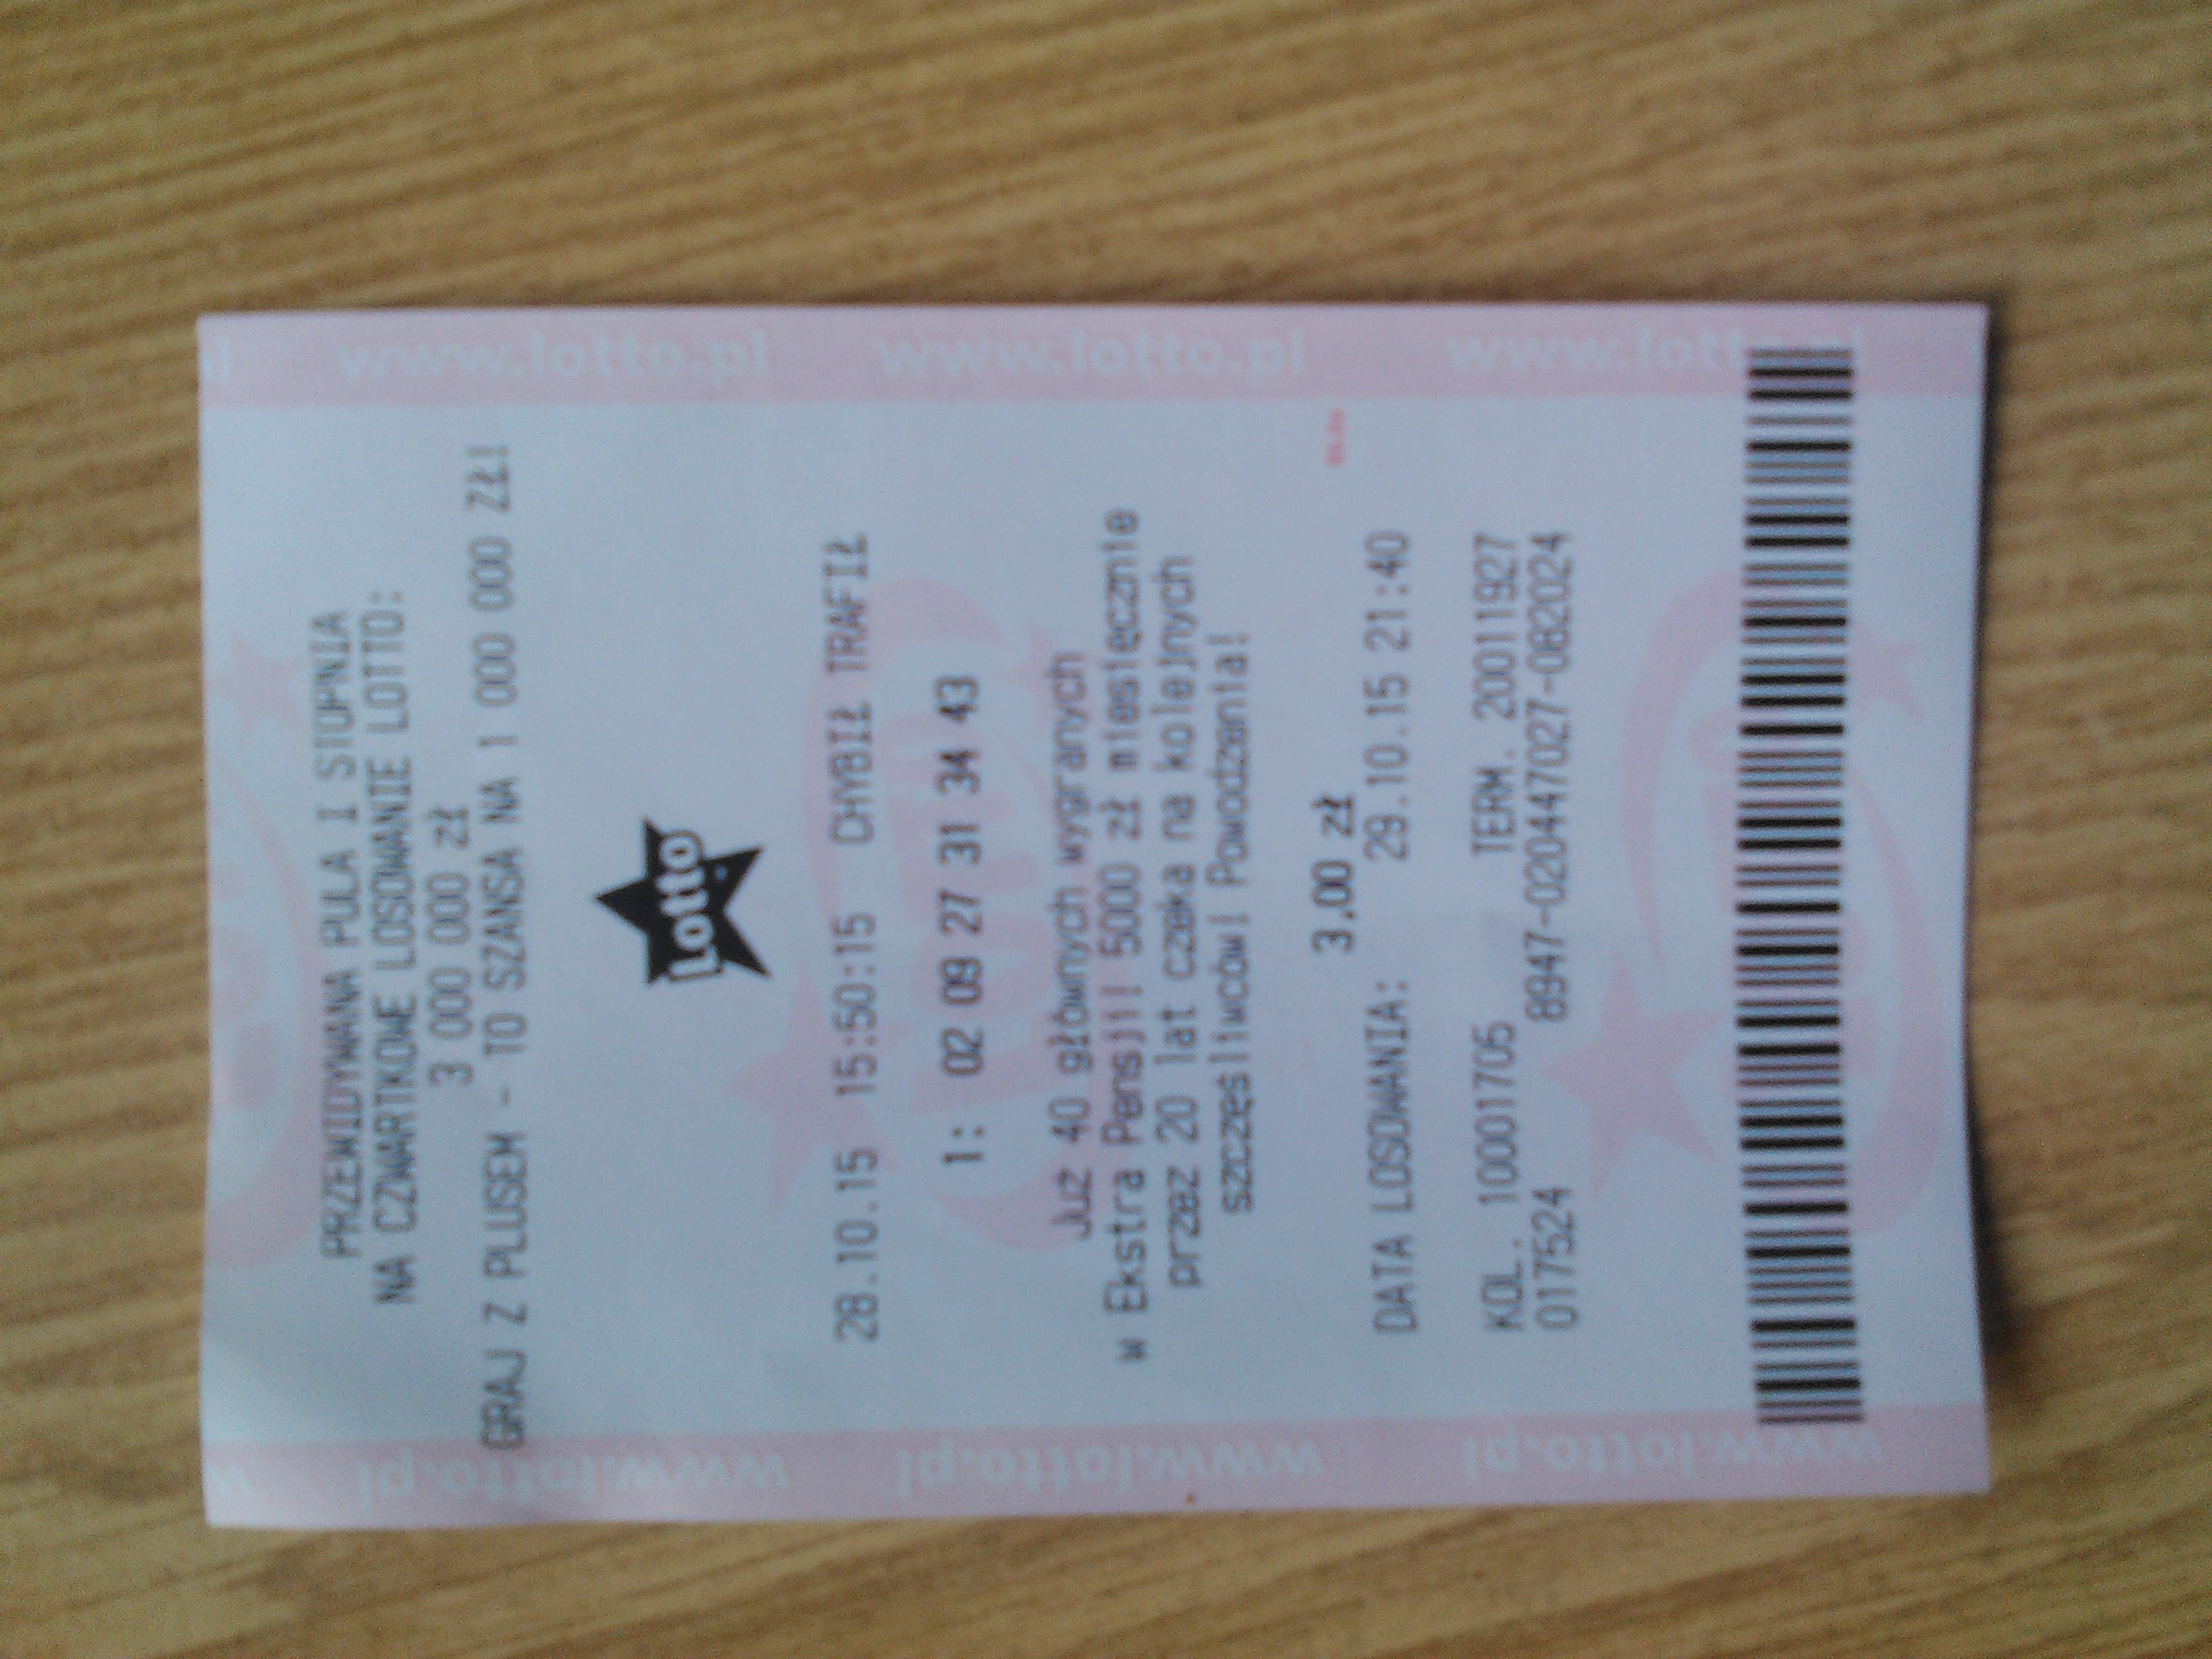 PRZEWIDYWANA PULA I STOPNIA
NA CZWARTKOWE LOSOWANIE LOTTO:
3 000 000 zł
GRAJ Z PLUSEM - TO SZANSA NA 1 000 000 ZŁ!
Lotto
28.10.15 15:50:15 CHYBIŁ TRAFIŁ
1: 02 09 27 31 34 43
Już 40 głównych wygranych
w Ekstra Pensji! 5000 zł miesięcznie
przez 20 lat czeka na kolejnych
szczęśliwców! Powodzenia!
3,00 zł
DATA LOSOWANIA: 29.10.15 21:40
KOL. 10001705 TERM. 20011927
017524 8947-020447027-082024
www.lotto.pl
www.lotto.pl
www.lotto.pl
www.lotto.pl
www.lotto.pl
www.lott
LOTTO
LOTTO